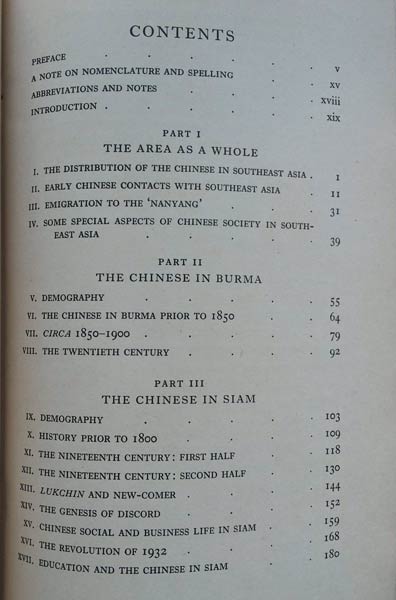 CONTENTS
PREFACE . . . . . v
A NOTE ON NOMENCLATURE AND SPELLING . . xv
ABBREVIATIONS AND NOTES . . . . xviii
INTRODUCTION . . . . . . xix
PART I
THE AREA AS A WHOLE
I. THE DISTRIBUTION OF THE CHINESE IN SOUTHEAST ASIA . 1
II. EARLY CHINESE CONTACTS WITH SOUTHEAST ASIA . 11
III. EMIGRATION TO THE 'NANYANG' . . . 31
IV. SOME SPECIAL ASPECTS OF CHINESE SOCIETY IN SOUTH-
EAST ASIA . . . . . 39
PART II
THE CHINESE IN BURMA
V. DEMOGRAPHY . . . . . 55
VI. THE CHINESE IN BURMA PRIOR TO 1850 . . 64
VII. CIRCA 1850–1900 . . . . . 79
VIII. THE TWENTIETH CENTURY . . . . 92
PART III
THE CHINESE IN SIAM
IX. DEMOGRAPHY . . . . . 103
X. HISTORY PRIOR TO 1800 . . . . 109
XI. THE NINETEENTH CENTURY: FIRST HALF . . 118
XII. THE NINETEENTH CENTURY: SECOND HALF . . 130
XIII. LUKCHIN AND NEW-COMER . . . . 144
XIV. THE GENESIS OF DISCORD . . . . 152
XV. CHINESE SOCIAL AND BUSINESS LIFE IN SIAM . . 159
XVI. THE REVOLUTION OF 1932 . . . . 168
XVII. EDUCATION AND THE CHINESE IN SIAM . . 180